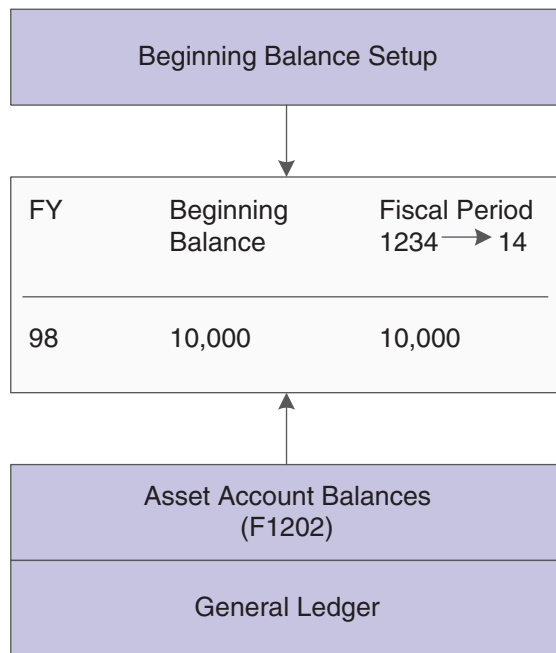 Beginning Balance Setup
FY Beginning Balance Fiscal Period
1234 → 14
98 10,000 10,000
Asset Account Balances
(F1202)
General Ledger